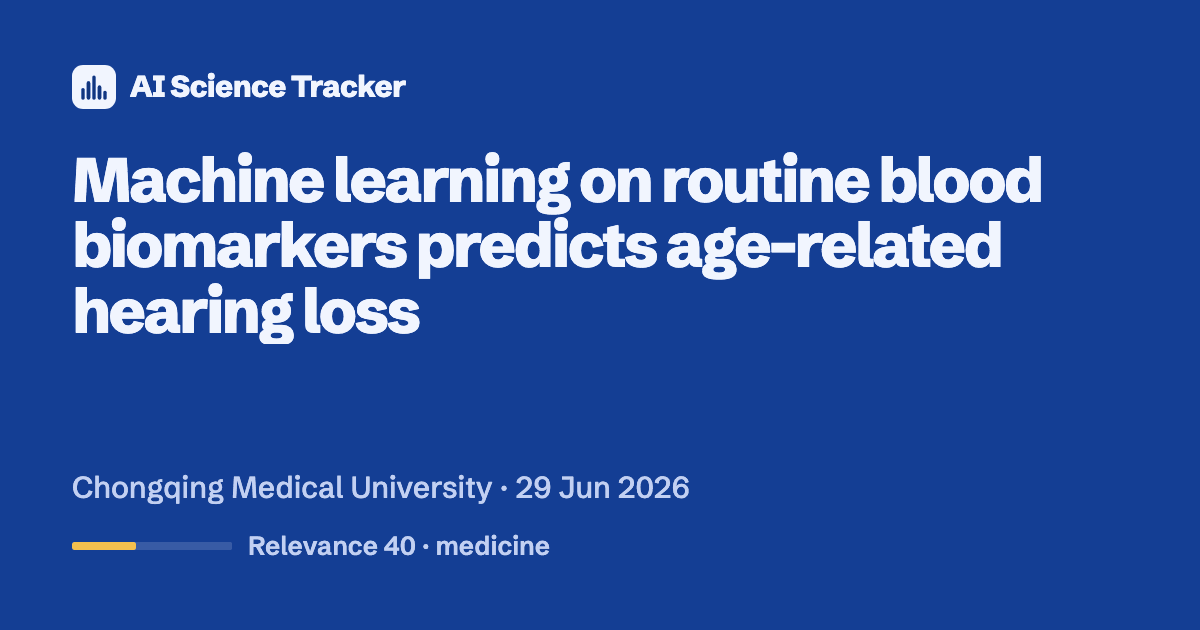 AI Science Tracker
Machine learning on routine blood
biomarkers predicts age-related
hearing loss
Chongqing Medical University · 29 Jun 2026
Relevance 40 · medicine